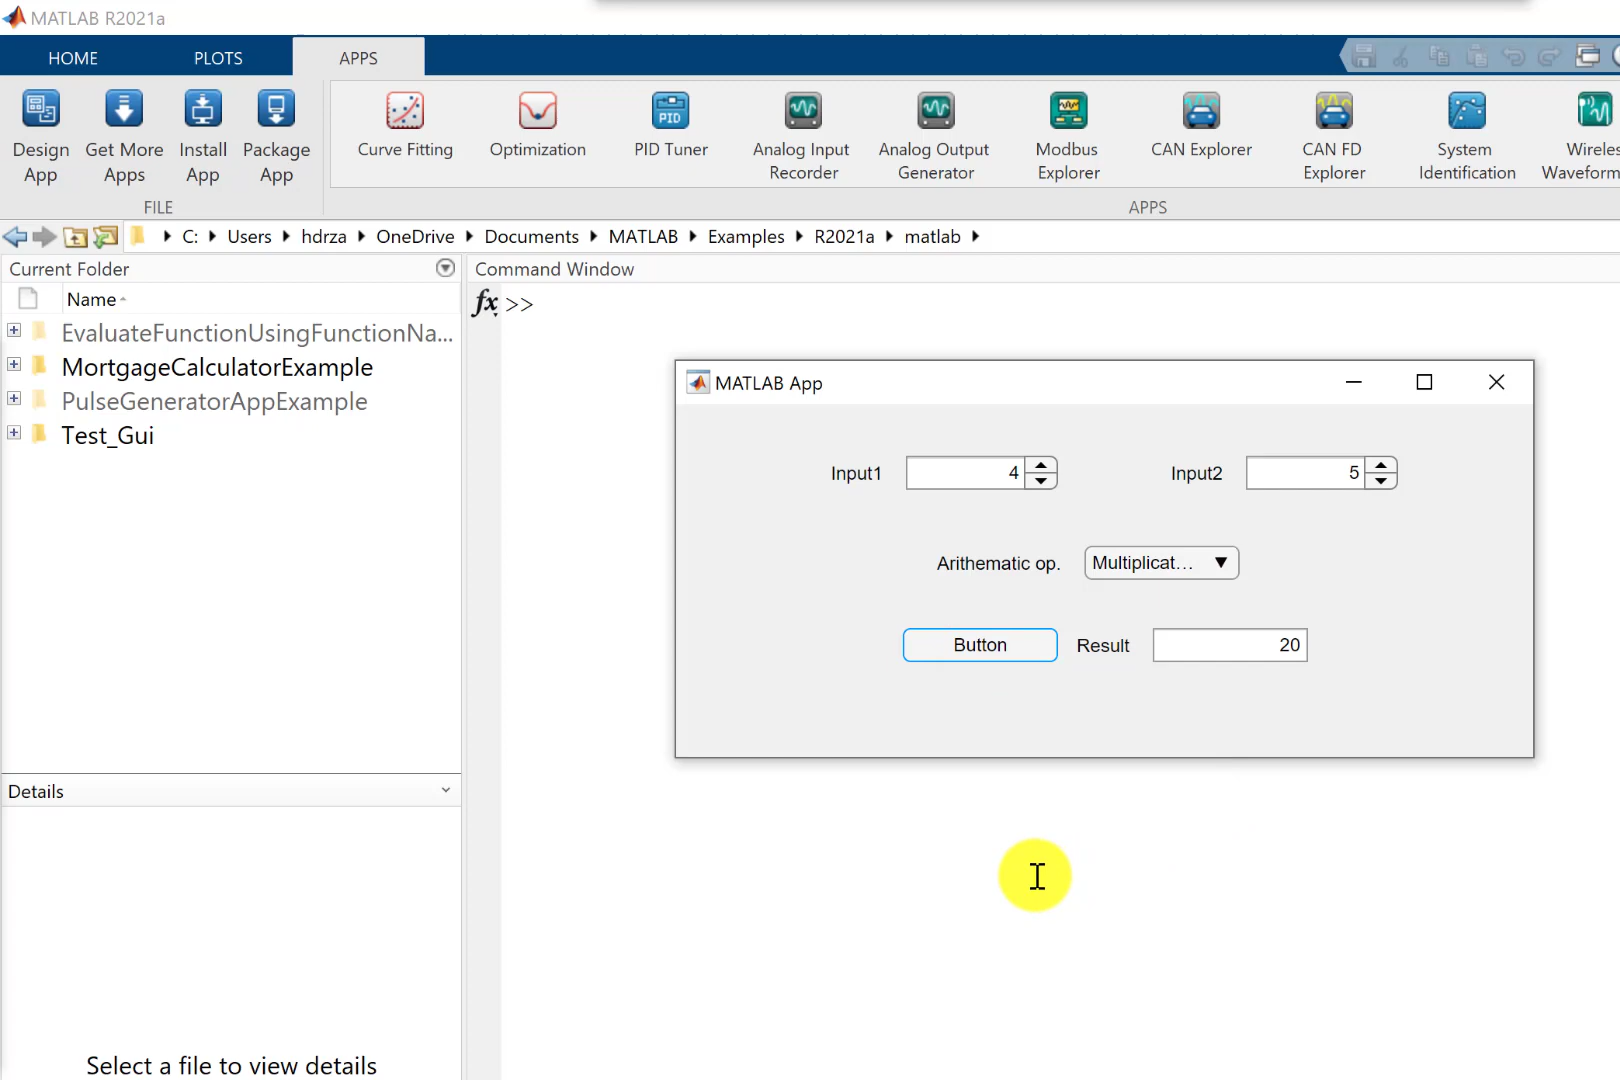 MATLAB R2021a
HOME PLOTS APPS
Design App
Get More Apps
Install App
Package App
Curve Fitting
Optimization
PID
PID Tuner
Analog Input Recorder
Analog Output Generator
Modbus Explorer
CAN Explorer
CAN FD Explorer
System Identification
Wireles
Waveform
FILE APPS
C: Users hdrza OneDrive Documents MATLAB Examples R2021a matlab
Current Folder
Name
EvaluateFunctionUsingFunctionNa...
MortgageCalculatorExample
PulseGeneratorAppExample
Test_Gui
Details
Select a file to view details
Command Window
fx >>
MATLAB App
Input1 4 Input2 5
Arithematic op. Multiplicat...
Button Result 20